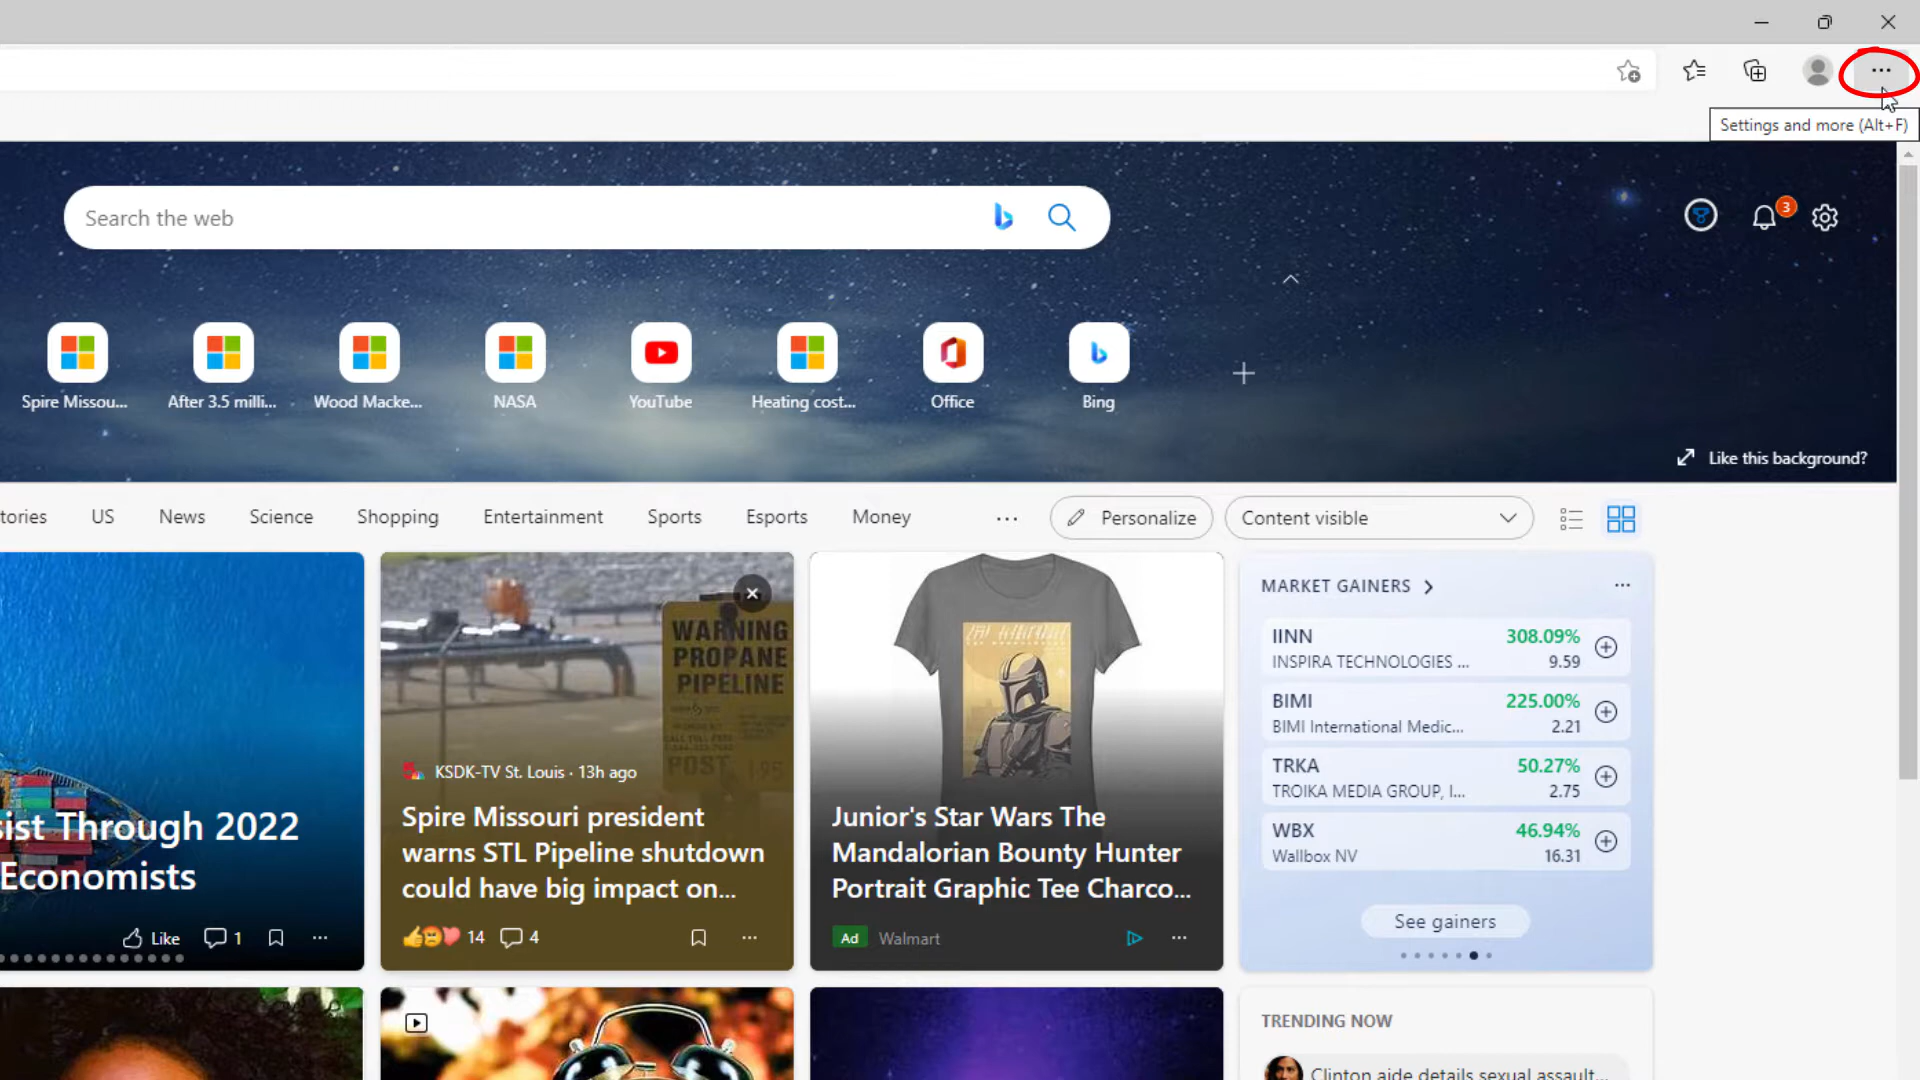 Settings and more (Alt+F)
Search the web
3
Spire Missou...
After 3.5 milli...
Wood Macke...
NASA
YouTube
Heating cost...
Office
Bing
Like this background?
tories
US
News
Science
Shopping
Entertainment
Sports
Esports
Money
Personalize
Content visible
sist Through 2022
Economists
Like
1
WARNING
PROPANE
PIPELINE
KSDK-TV St. Louis · 13h ago
Spire Missouri president
warns STL Pipeline shutdown
could have big impact on...
14
4
Junior's Star Wars The
Mandalorian Bounty Hunter
Portrait Graphic Tee Charco...
Ad Walmart
MARKET GAINERS
IINN 308.09%
INSPIRA TECHNOLOGIES ... 9.59
BIMI 225.00%
BIMI International Medic... 2.21
TRKA 50.27%
TROIKA MEDIA GROUP, I... 2.75
WBX 46.94%
Wallbox NV 16.31
See gainers
TRENDING NOW
Clinton aide details sexual assault...